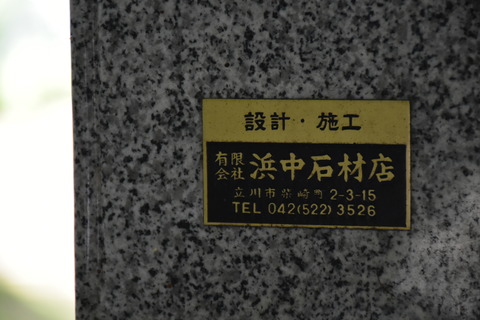 設計・施工
有限会社 浜中石材店
立川市柴崎町2-3-15
TEL 042(522)3526